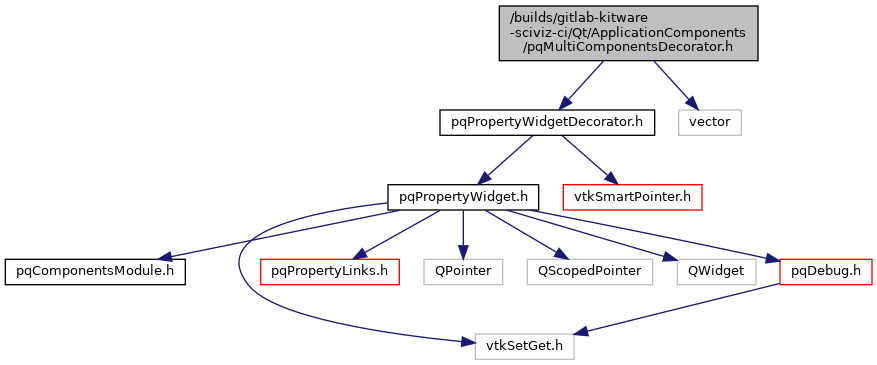 /builds/gitlab-kitware
-sciviz-ci/Qt/ApplicationComponents
/pqMultiComponentsDecorator.h
pqPropertyWidgetDecorator.h
vector
pqPropertyWidget.h
vtkSmartPointer.h
pqComponentsModule.h
pqPropertyLinks.h
QPointer
QScopedPointer
QWidget
pqDebug.h
vtkSetGet.h